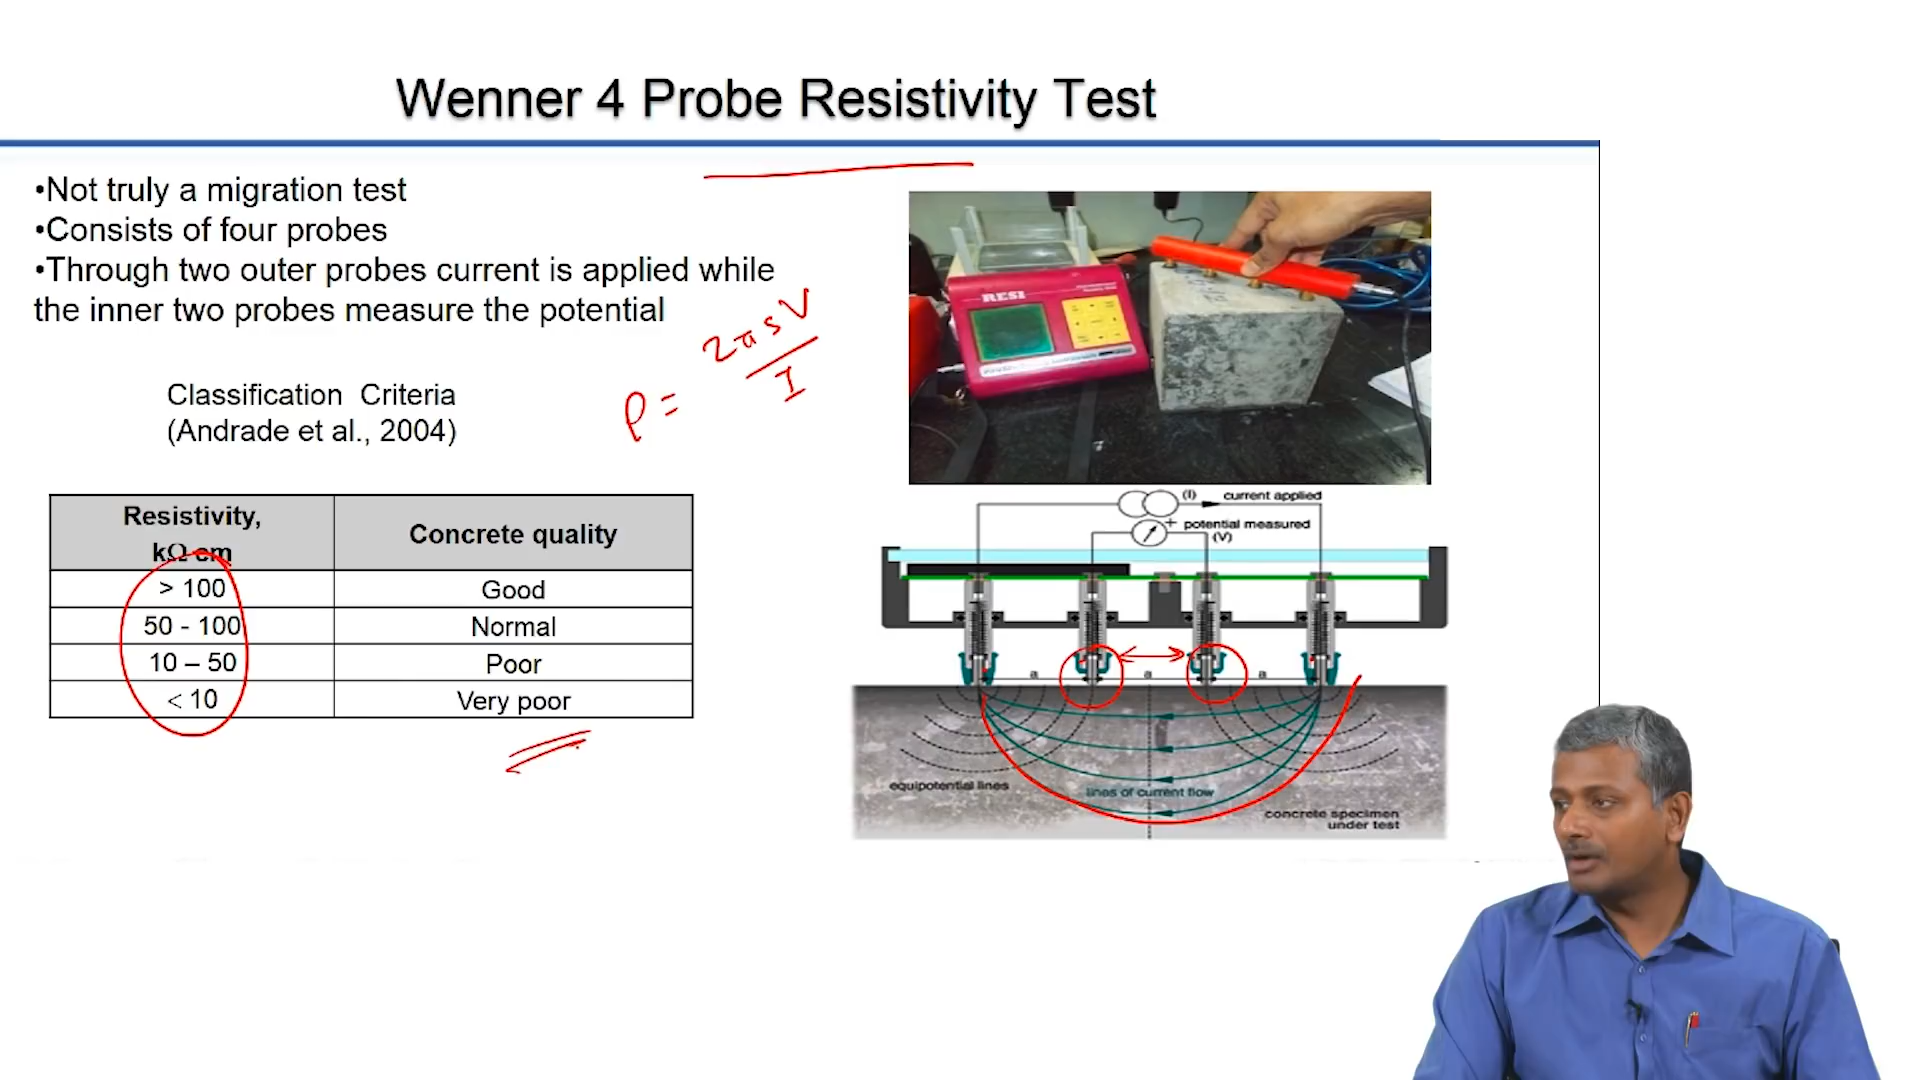 Wenner 4 Probe Resistivity Test
•Not truly a migration test
•Consists of four probes
•Through two outer probes current is applied while
the inner two probes measure the potential
ρ = 2πsV / I
Classification Criteria
(Andrade et al., 2004)
Resistivity, kΩ cm Concrete quality
> 100 Good
50 - 100 Normal
10 – 50 Poor
< 10 Very poor
RESI
(I) current applied
+ potential measured
(V)
a a a
equipotential lines
lines of current flow
concrete specimen
under test